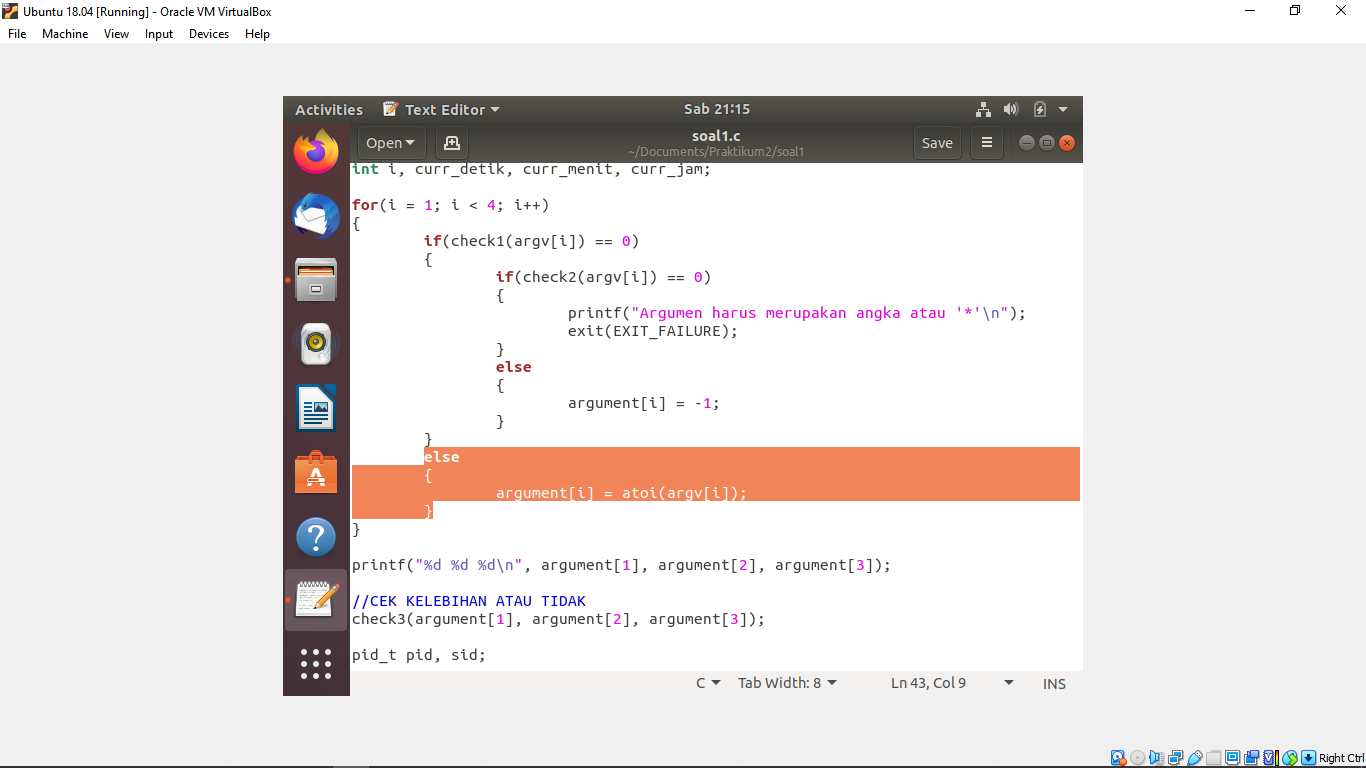 Ubuntu 18.04 [Running] - Oracle VM VirtualBox
File Machine View Input Devices Help
Activities Text Editor Sab 21:15
Open soal1.c Save
~/Documents/Praktikum2/soal1
int i, curr_detik, curr_menit, curr_jam;
for(i = 1; i < 4; i++)
{
if(check1(argv[i]) == 0)
{
if(check2(argv[i]) == 0)
{
printf("Argumen harus merupakan angka atau '*'\n");
exit(EXIT_FAILURE);
}
else
{
argument[i] = -1;
}
}
else
{
argument[i] = atoi(argv[i]);
}
}
printf("%d %d %d\n", argument[1], argument[2], argument[3]);
//CEK KELEBIHAN ATAU TIDAK
check3(argument[1], argument[2], argument[3]);
pid_t pid, sid;
C Tab Width: 8 Ln 43, Col 9 INS
Right Ctrl